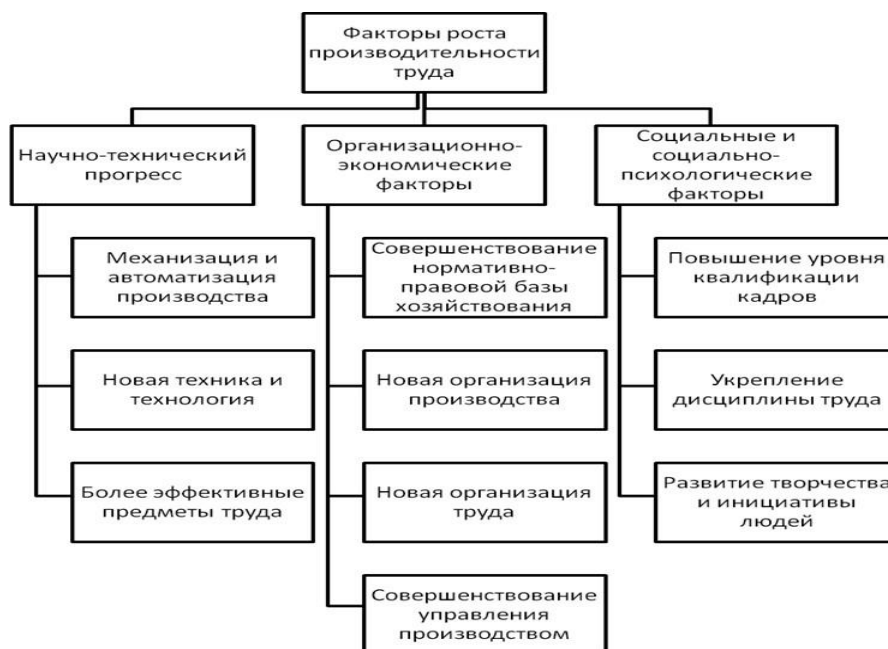 Факторы роста
производительности
труда
Научно-технический
прогресс
Организационно-
экономические
факторы
Социальные и
социально-
психологические
факторы
Механизация и
автоматизация
производства
Совершенствование
нормативно-
правовой базы
хозяйствования
Повышение уровня
квалификации
кадров
Новая техника и
технология
Новая организация
производства
Укрепление
дисциплины труда
Более эффективные
предметы труда
Новая организация
труда
Развитие творчества
и инициативы
людей
Совершенствование
управления
производством